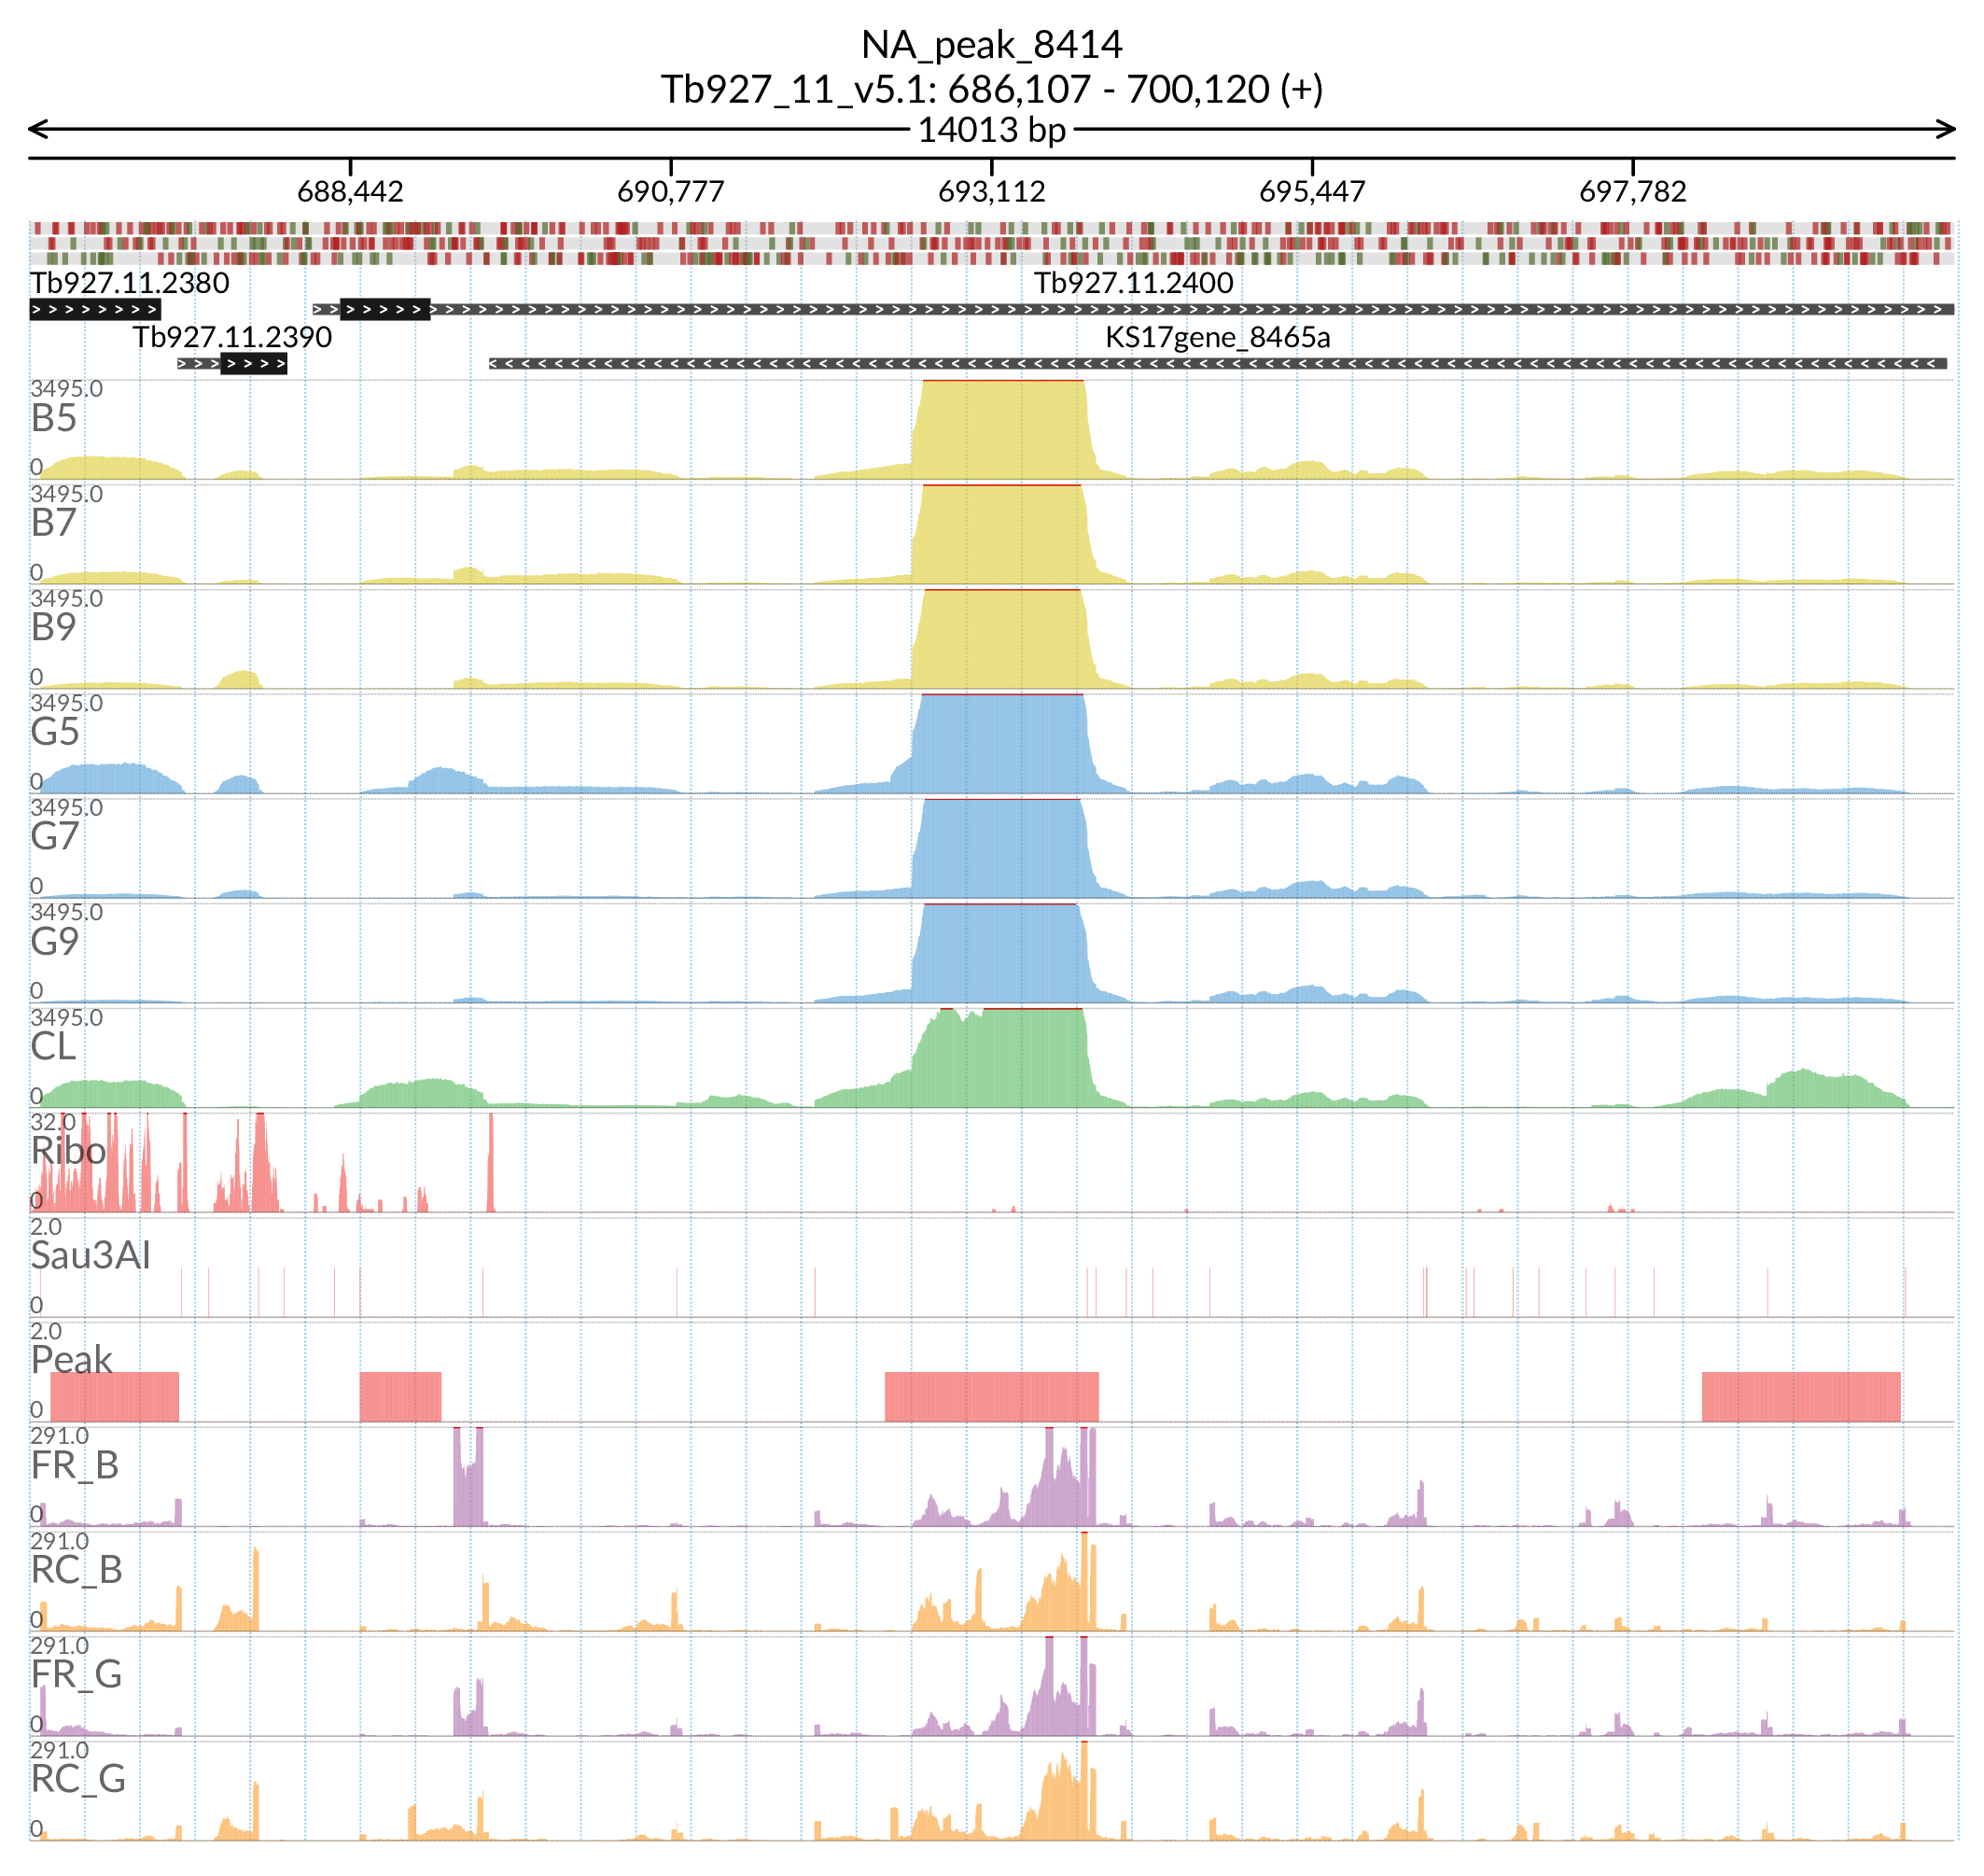 NA_peak_8414
Tb927_11_v5.1: 686,107 - 700,120 (+)
14013 bp
688,442 690,777 693,112 695,447 697,782
Tb927.11.2380 Tb927.11.2400
Tb927.11.2390 KS17gene_8465a
3495.0
B5
0
3495.0
B7
0
3495.0
B9
0
3495.0
G5
0
3495.0
G7
0
3495.0
G9
0
3495.0
CL
0
32.0
Ribo
0
2.0
Sau3AI
0
2.0
Peak
0
291.0
FR_B
0
291.0
RC_B
0
291.0
FR_G
0
291.0
RC_G
0